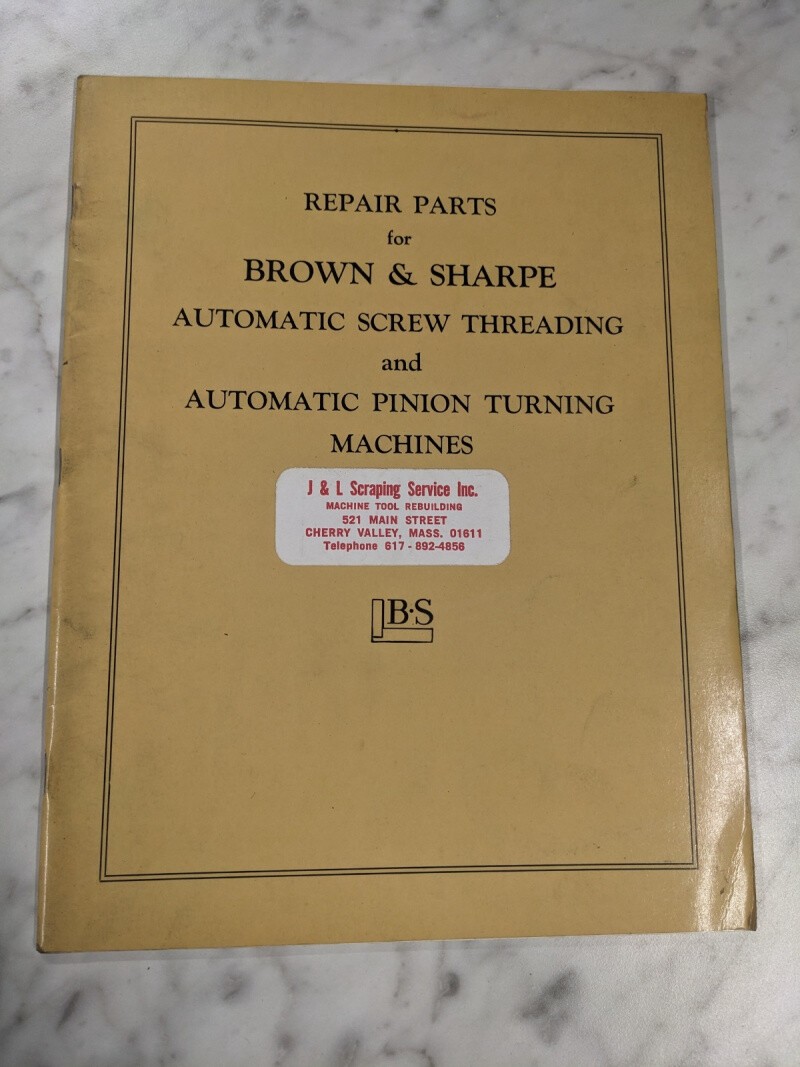 REPAIR PARTS
for
BROWN & SHARPE
AUTOMATIC SCREW THREADING
and
AUTOMATIC PINION TURNING
MACHINES
J & L Scraping Service Inc.
MACHINE TOOL REBUILDING
521 MAIN STREET
CHERRY VALLEY, MASS. 01611
Telephone 617 - 892-4856
B·S